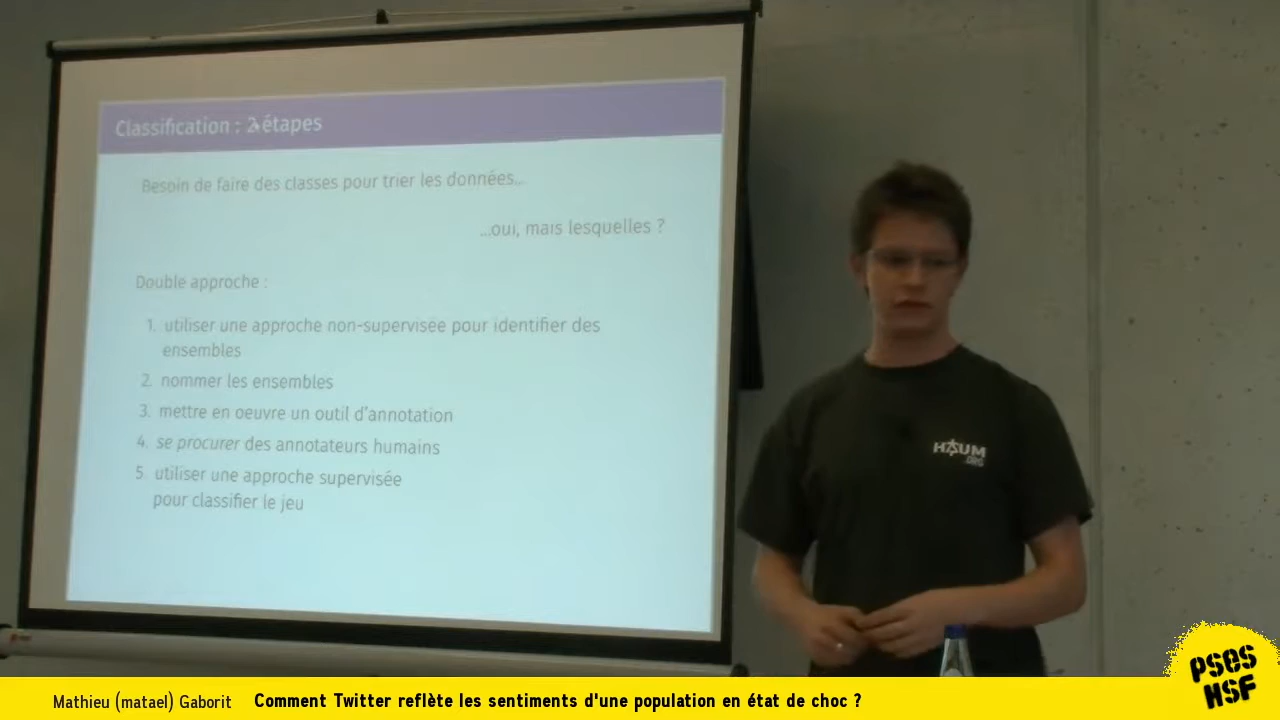 Classification : 2 étapes
Besoin de faire des classes pour trier les données...
...oui, mais lesquelles ?
Double approche :
1. utiliser une approche non-supervisée pour identifier des
ensembles
2. nommer les ensembles
3. mettre en oeuvre un outil d'annotation
4. se procurer des annotateurs humains
5. utiliser une approche supervisée
pour classifier le jeu
HAUM
.ORG
PSES
HSF
Mathieu (matael) Gaborit Comment Twitter reflète les sentiments d'une population en état de choc ?